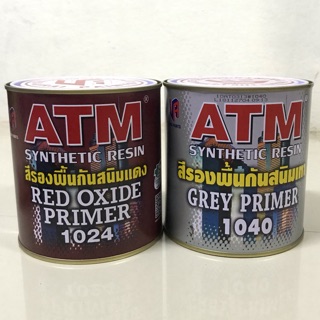 ATM®
SYNTHETIC RESIN
สีรองพื้นกันสนิมแดง
RED OXIDE
PRIMER
1024
ATM
SYNTHETIC RESIN
สีรองพื้นกันสนิมเทา
GREY PRIMER
1040